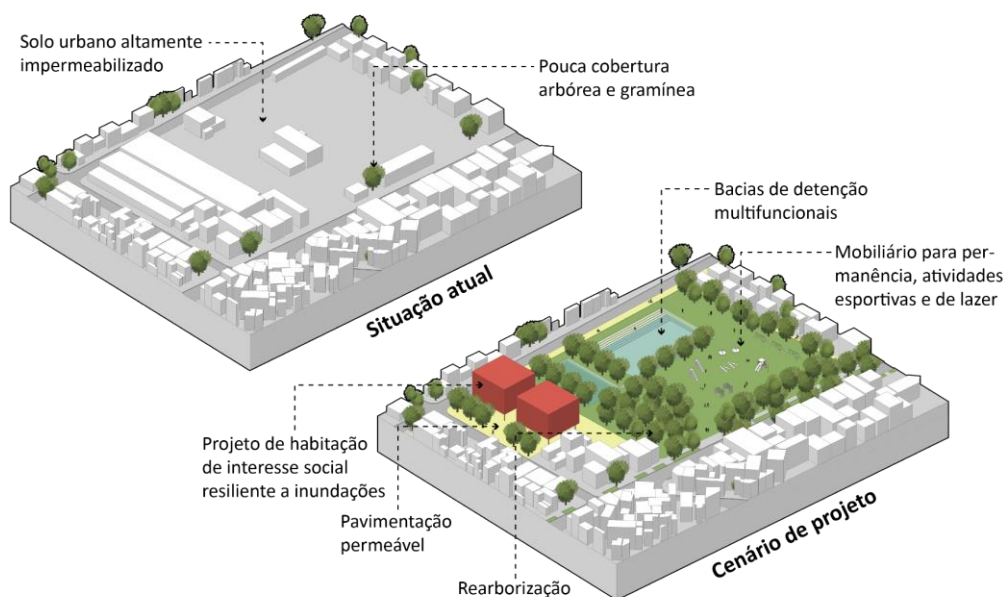 Solo urbano altamente
impermeabilizado
Pouca cobertura
arbórea e gramínea
Situação atual
Bacias de detenção
multifuncionais
Mobiliário para per-
manência, atividades
esportivas e de lazer
Projeto de habitação
de interesse social
resiliente a inundações
Pavimentação
permeável
Rearborização
Cenário de projeto